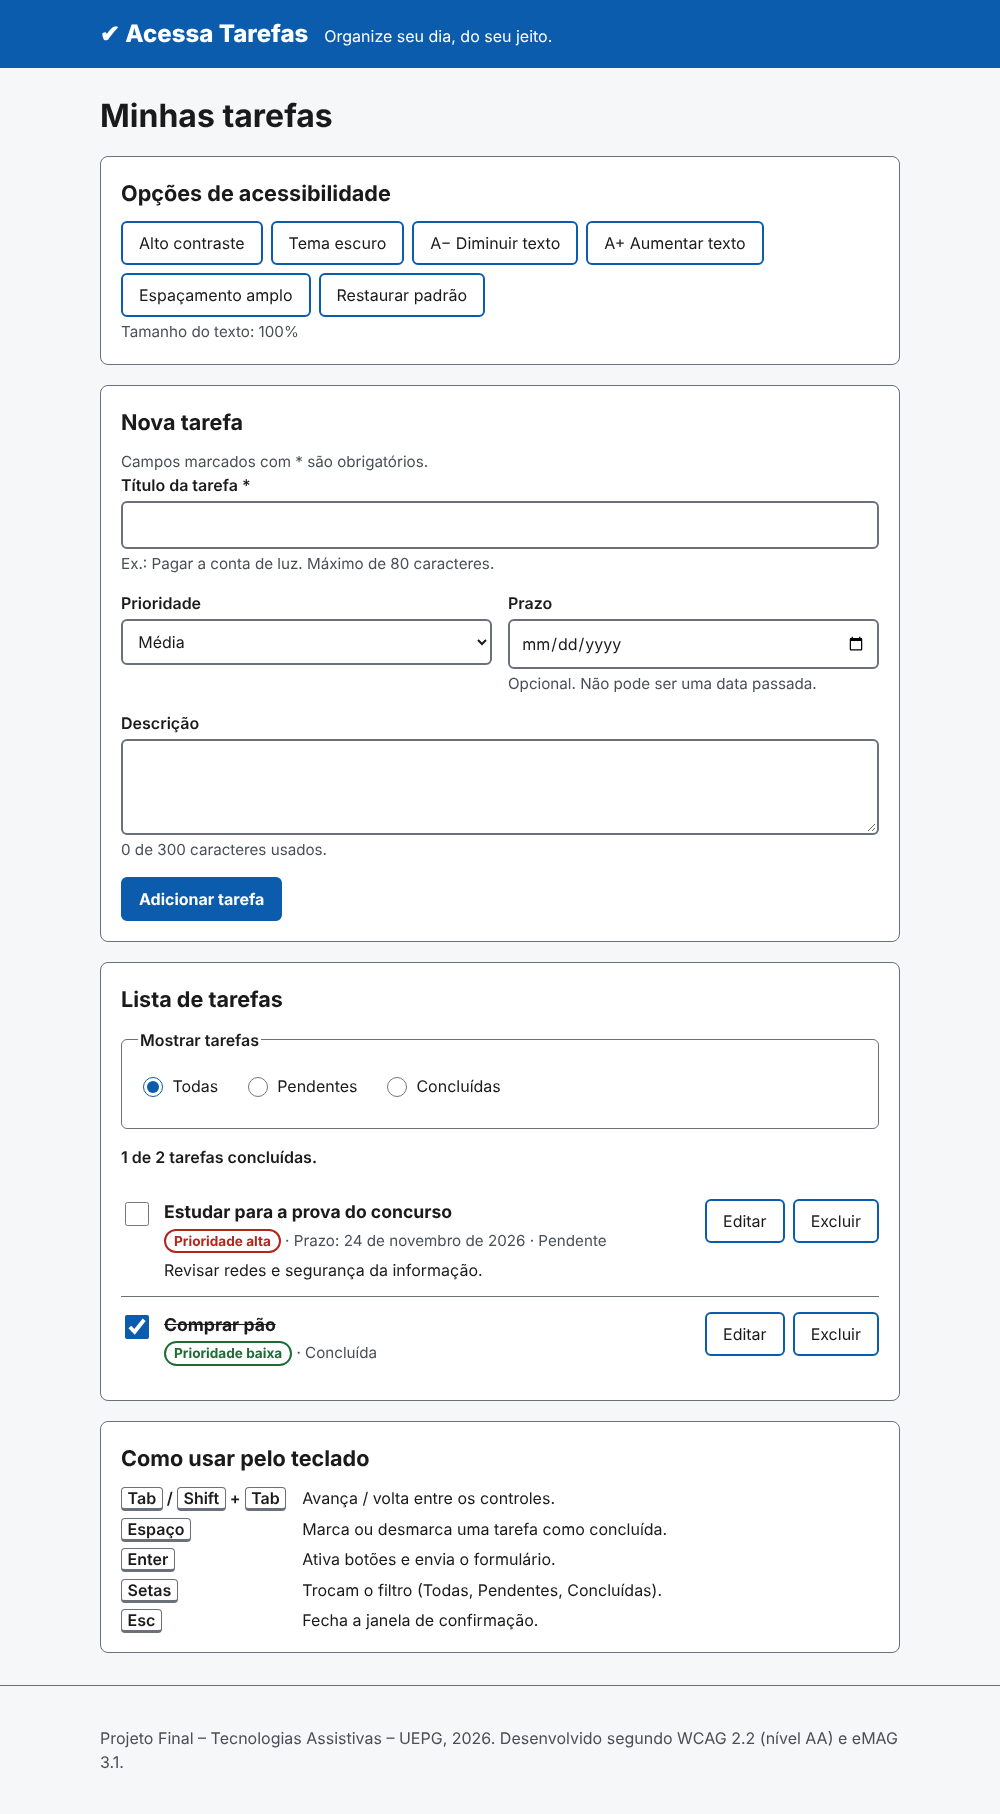 ✔ Acessa Tarefas Organize seu dia, do seu jeito.
Minhas tarefas
Opções de acessibilidade
Alto contraste Tema escuro A− Diminuir texto A+ Aumentar texto
Espaçamento amplo Restaurar padrão
Tamanho do texto: 100%
Nova tarefa
Campos marcados com * são obrigatórios.
Título da tarefa *
Ex.: Pagar a conta de luz. Máximo de 80 caracteres.
Prioridade Prazo
Média mm/dd/yyyy
Opcional. Não pode ser uma data passada.
Descrição
0 de 300 caracteres usados.
Adicionar tarefa
Lista de tarefas
Mostrar tarefas
Todas Pendentes Concluídas
1 de 2 tarefas concluídas.
Estudar para a prova do concurso Editar Excluir
Prioridade alta · Prazo: 24 de novembro de 2026 · Pendente
Revisar redes e segurança da informação.
Comprar pão Editar Excluir
Prioridade baixa · Concluída
Como usar pelo teclado
Tab / Shift + Tab Avança / volta entre os controles.
Espaço Marca ou desmarca uma tarefa como concluída.
Enter Ativa botões e envia o formulário.
Setas Trocam o filtro (Todas, Pendentes, Concluídas).
Esc Fecha a janela de confirmação.
Projeto Final – Tecnologias Assistivas – UEPG, 2026. Desenvolvido segundo WCAG 2.2 (nível AA) e eMAG
3.1.